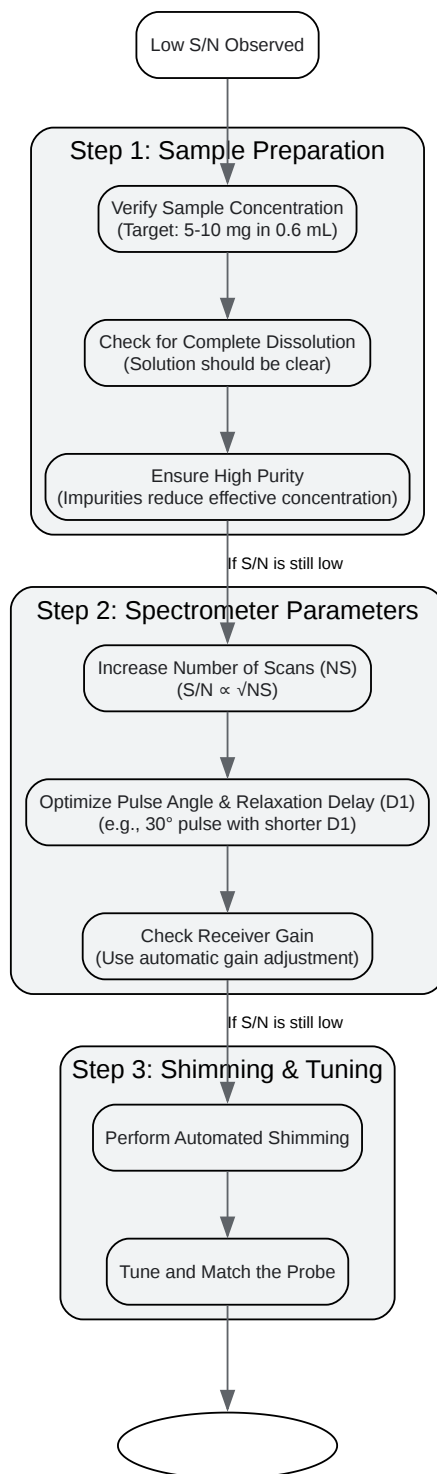 Low S/N Observed
Step 1: Sample Preparation
Verify Sample Concentration
(Target: 5-10 mg in 0.6 mL)
Check for Complete Dissolution
(Solution should be clear)
Ensure High Purity
(Impurities reduce effective concentration)
If S/N is still low
Step 2: Spectrometer Parameters
Increase Number of Scans (NS)
(S/N ∝ √NS)
Optimize Pulse Angle & Relaxation Delay (D1)
(e.g., 30° pulse with shorter D1)
Check Receiver Gain
(Use automatic gain adjustment)
If S/N is still low
Step 3: Shimming & Tuning
Perform Automated Shimming
Tune and Match the Probe